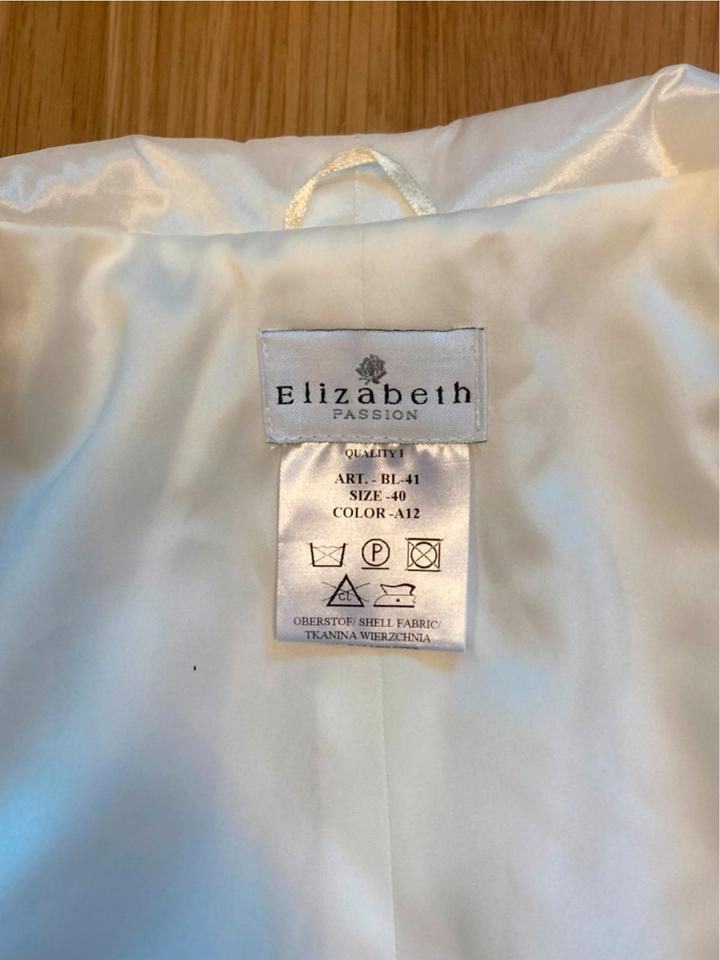 Elizabeth
PASSION
QUALITY I
ART. - BL-41
SIZE -40
COLOR -A12
P
CL
OBERSTOF/ SHELL FABRIC/
TKANINA WIERZCHNIA